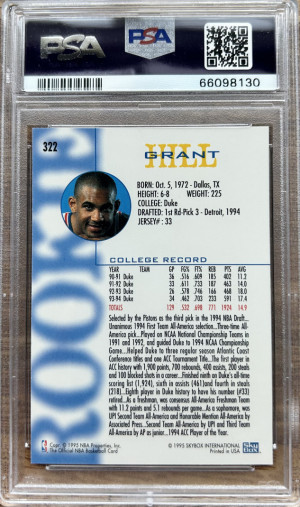 PSA
PSA
66098130
322
GRANT
HILL
ROOKIE
BORN: Oct. 5, 1972 - Dallas, TX
HEIGHT: 6-8 WEIGHT: 225
COLLEGE: Duke
DRAFTED: 1st Rd-Pick 3 - Detroit, 1994
JERSEY#: 33
COLLEGE RECORD
YEAR TEAM GP FG% FT% REB AST PTS AVG
90-91 Duke 36 .516 .609 185 79 402 11.2
91-92 Duke 33 .611 .733 187 134 463 14.0
92-93 Duke 26 .578 .746 166 72 468 18.0
93-94 Duke 34 .462 .703 233 176 591 17.4
TOTALS 129 .532 .698 771 461 1924 14.9
Selected by the Pistons as the third pick in the 1994 NBA Draft...
Unanimous 1994 First Team All-America selection...Three-time All-
America pick...Played on NCAA National Championship teams in 1991
and 1992, and guided Duke to 1994 NCAA Championship
Game...Helped Duke to three regular season Atlantic Coast
Conference titles and one ACC Tournament title...The first player in
ACC history with 1,900 points, 700 rebounds, 400 assists, 200 steals
and 100 blocked shots in a career...Finished ninth on Duke's all-time
scoring list (1,924), sixth in assists (461)and fourth in steals
(218)...Eighth player in Duke history to have his number (#33)
retired...As a freshman, was consensus All-America Freshman Team
with 11.2 points and 5.1 rebounds per game...As a sophomore, was
UPI Second Team All-America and Honorable Mention All-America by
Associated Press...Second Team All-America by UPI and Third Team
All-America by AP as junior...1994 ACC Player of the Year.
Copr. © 1995 NBA Properties, Inc.
The Official NBA Basketball Card
© 1995 SKYBOX INTERNATIONAL
Printed in USA
SkyBox